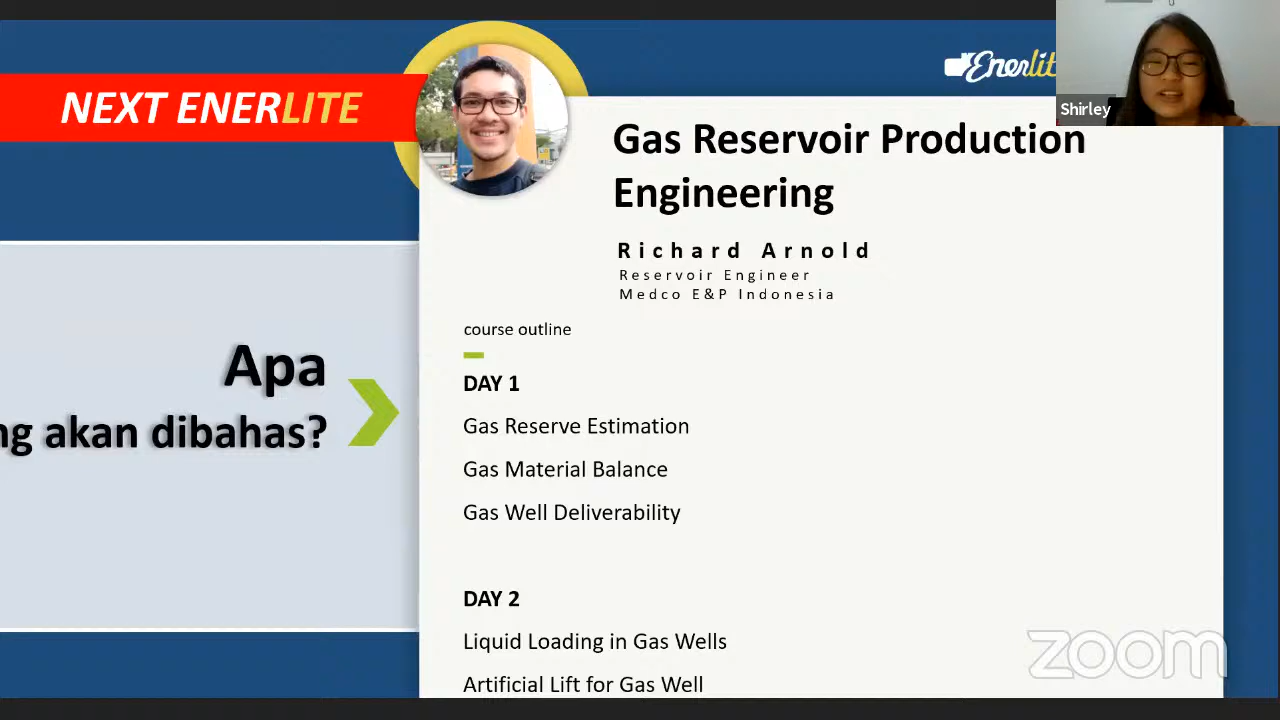 NEXT ENERLITE
Enerlit
Shirley
Gas Reservoir Production
Engineering
Richard Arnold
Reservoir Engineer
Medco E&P Indonesia
Apa
ng akan dibahas?
course outline
DAY 1
Gas Reserve Estimation
Gas Material Balance
Gas Well Deliverability
DAY 2
Liquid Loading in Gas Wells
Artificial Lift for Gas Well
zoom